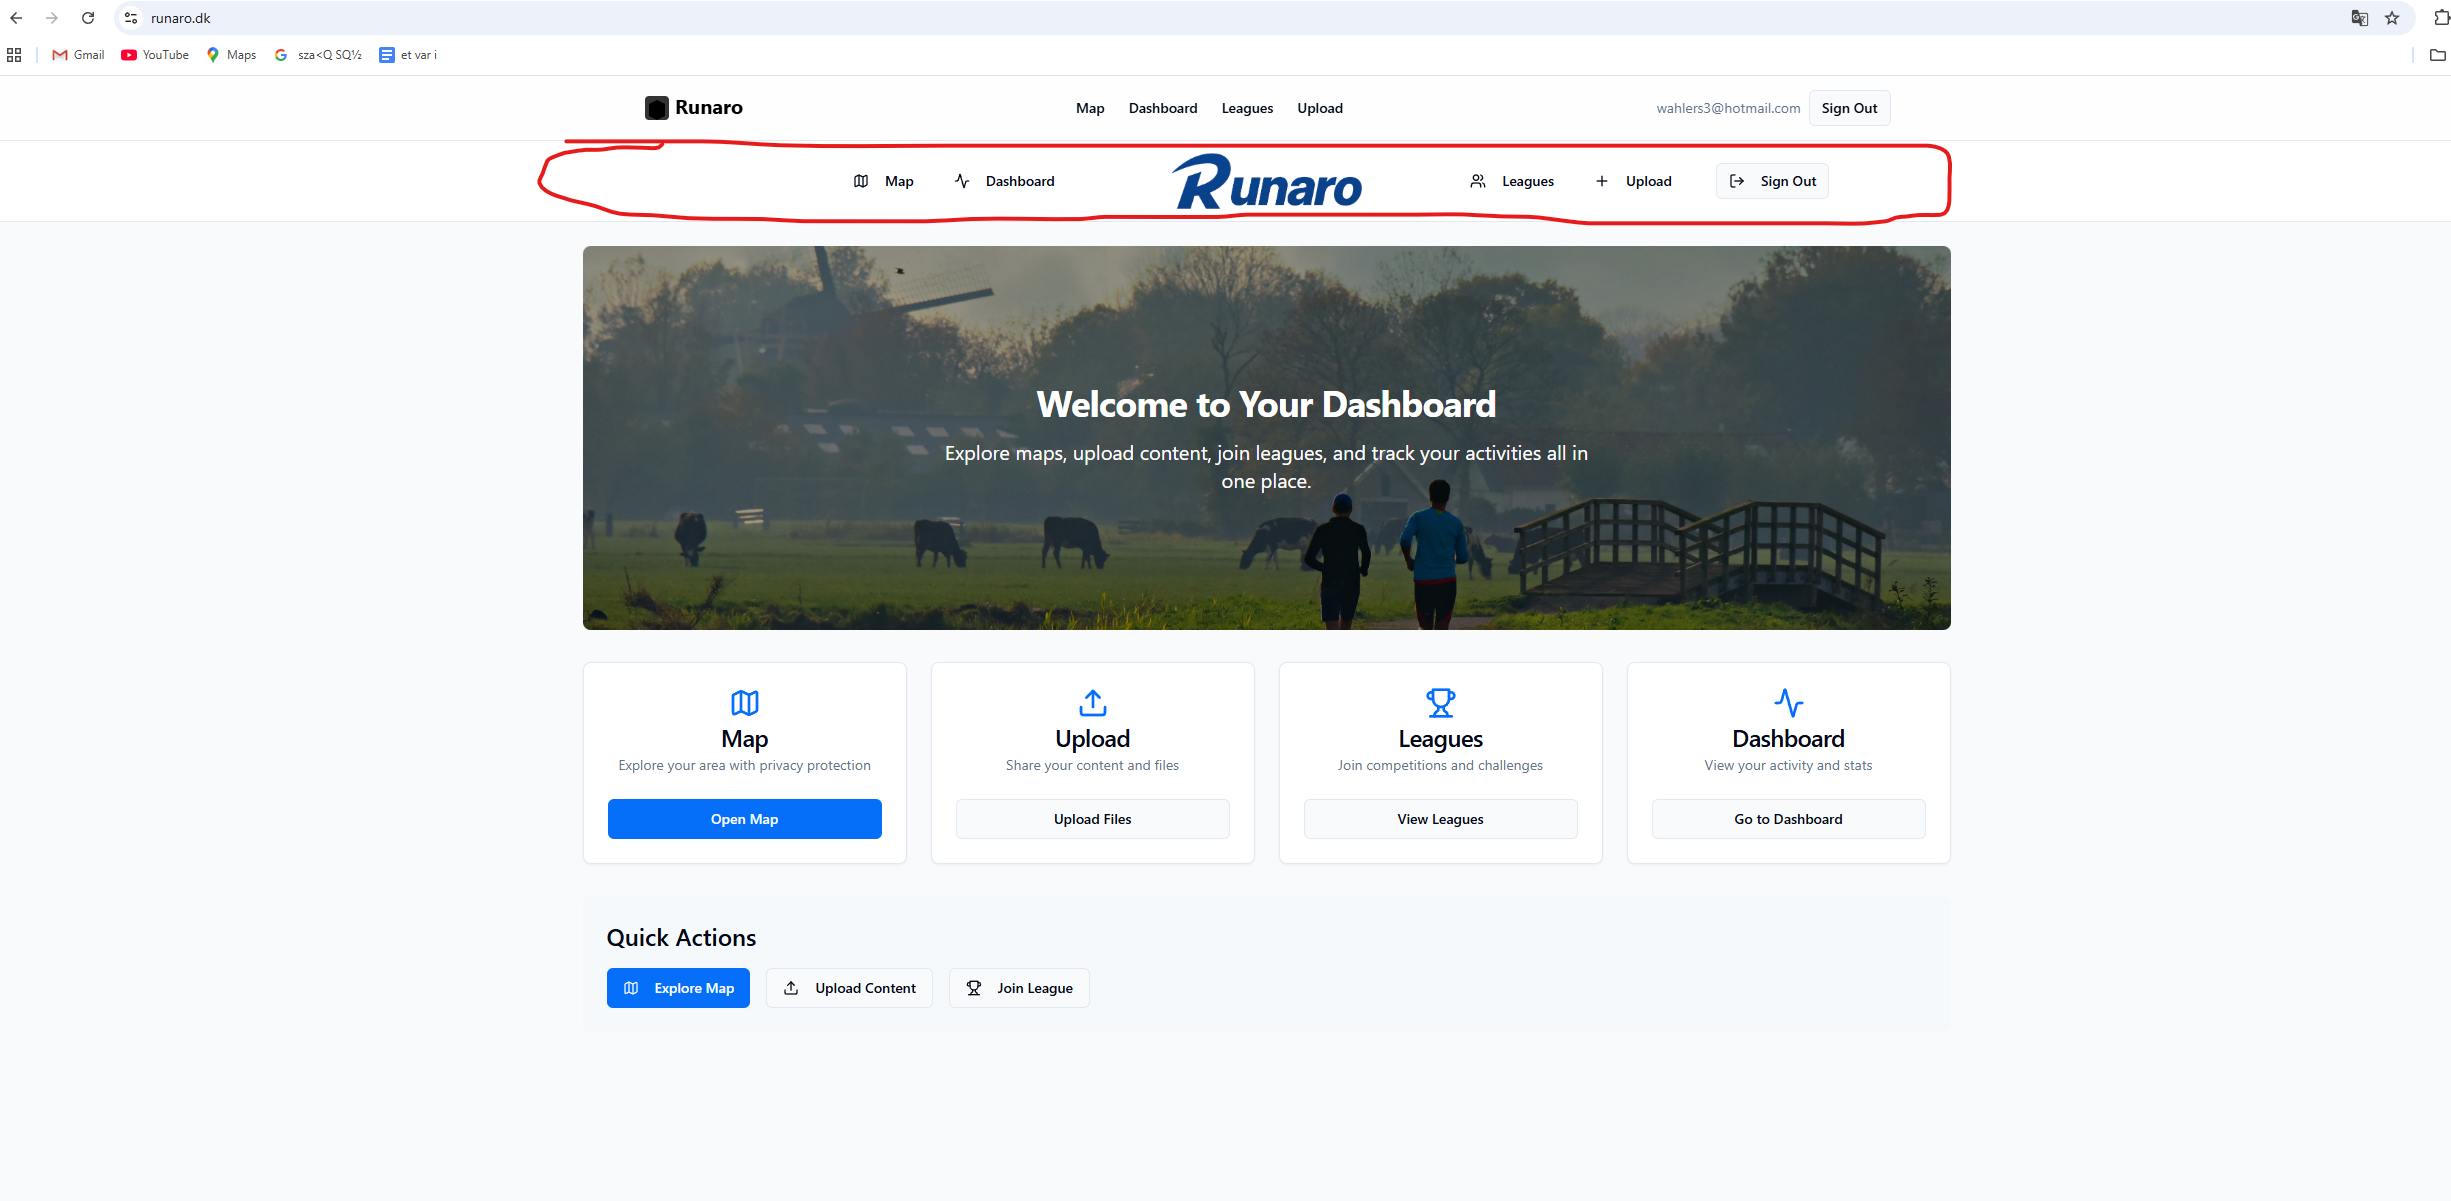 runaro.dk
Gmail YouTube Maps sza<Q SQ½ et var i
Runaro Map Dashboard Leagues Upload wahlers3@hotmail.com Sign Out
Map Dashboard Runaro Leagues Upload Sign Out
Welcome to Your Dashboard
Explore maps, upload content, join leagues, and track your activities all in
one place.
Map
Explore your area with privacy protection
Open Map
Upload
Share your content and files
Upload Files
Leagues
Join competitions and challenges
View Leagues
Dashboard
View your activity and stats
Go to Dashboard
Quick Actions
Explore Map Upload Content Join League